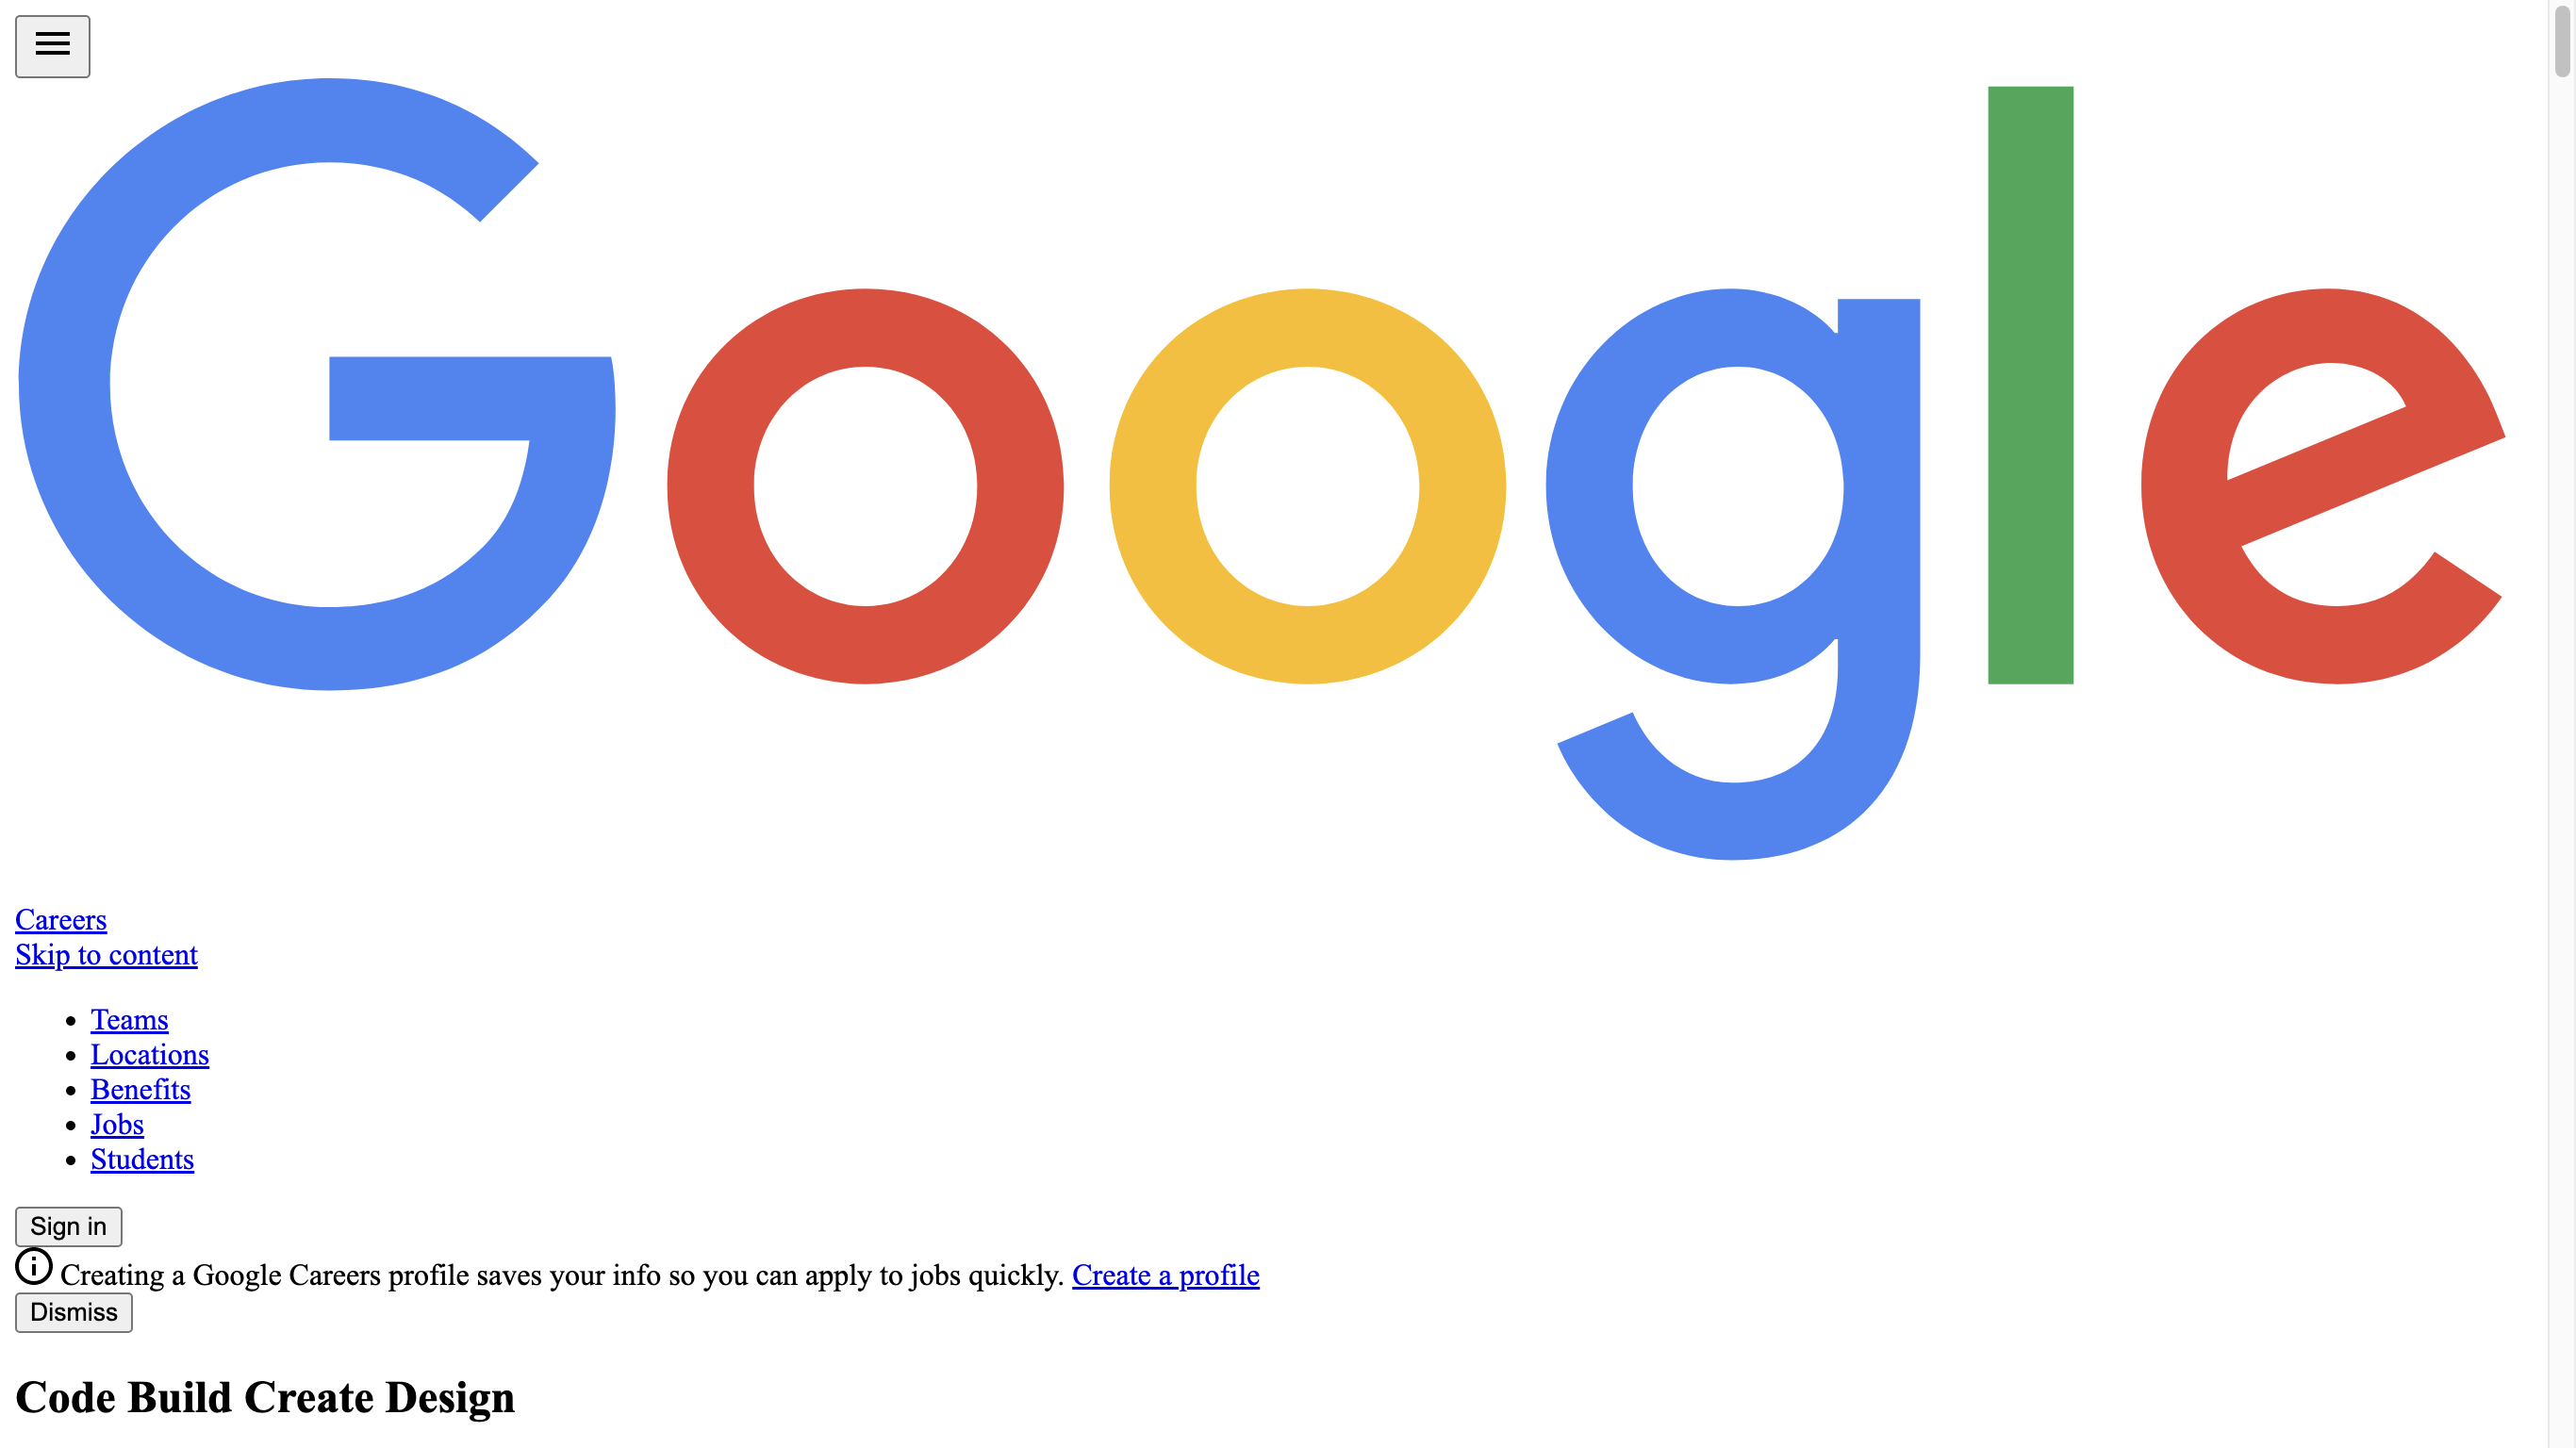 Google
Careers
Skip to content
Teams
Locations
Benefits
Jobs
Students
Sign in
Creating a Google Careers profile saves your info so you can apply to jobs quickly. Create a profile
Dismiss
Code Build Create Design